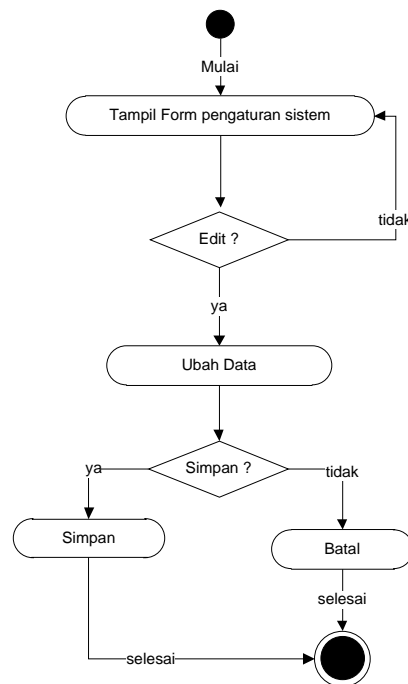 Mulai
Tampil Form pengaturan sistem
tidak
Edit ?
ya
Ubah Data
ya
Simpan ?
tidak
Simpan
Batal
selesai
selesai